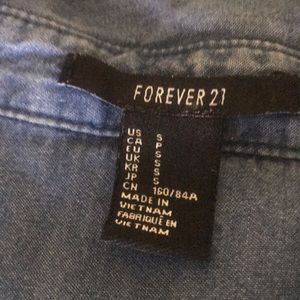 FOREVER 21
US S
CA P
EU S
UK S
KR S
JP S
CN 160/84A
MADE IN
VIETNAM
FABRIQUÉ EN
VIETNAM